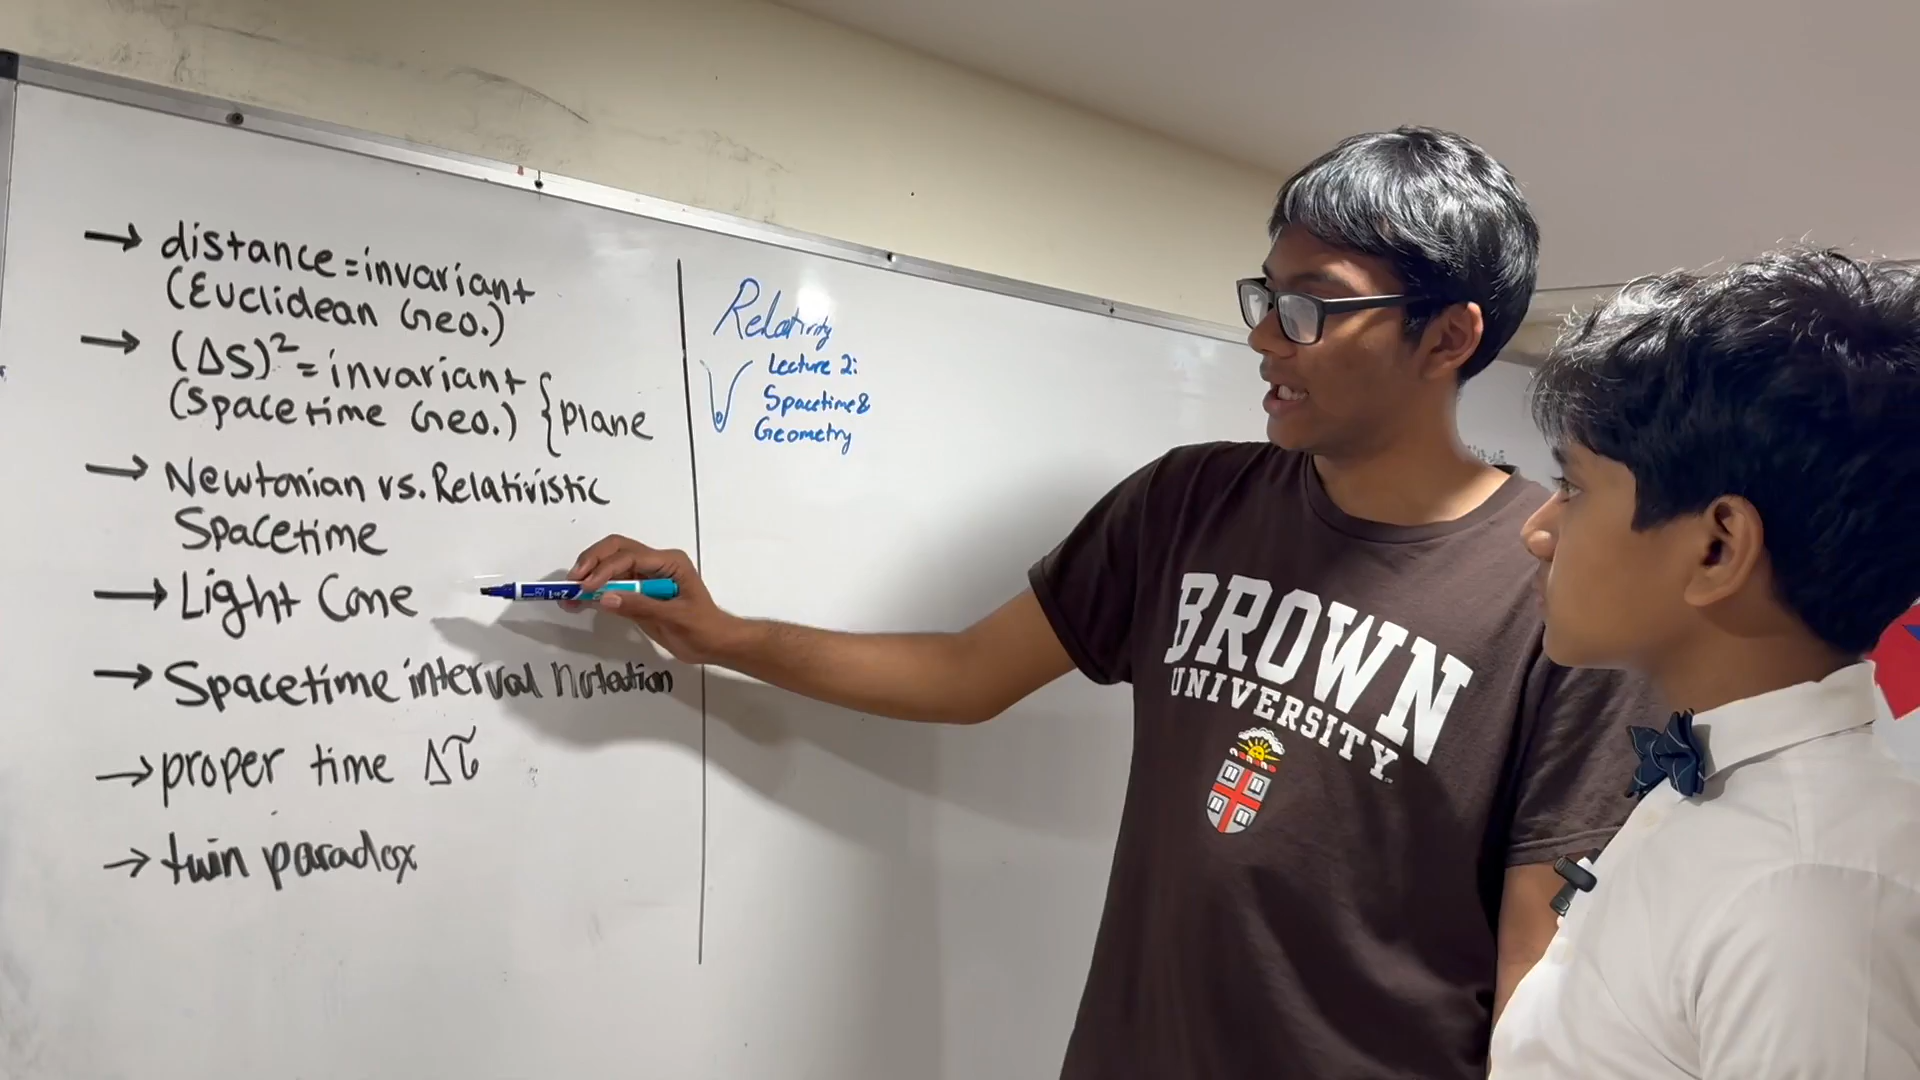 → distance=invariant
(Euclidean Geo.)
→ (ΔS)²=invariant
(Spacetime Geo.) { plane
→ Newtonian vs. Relativistic
Spacetime
→ Light Cone
→ Spacetime interval notation
→ proper time Δτ
→ twin paradox
Relativity
Lecture 2:
Spacetime &
Geometry
BROWN
UNIVERSITY